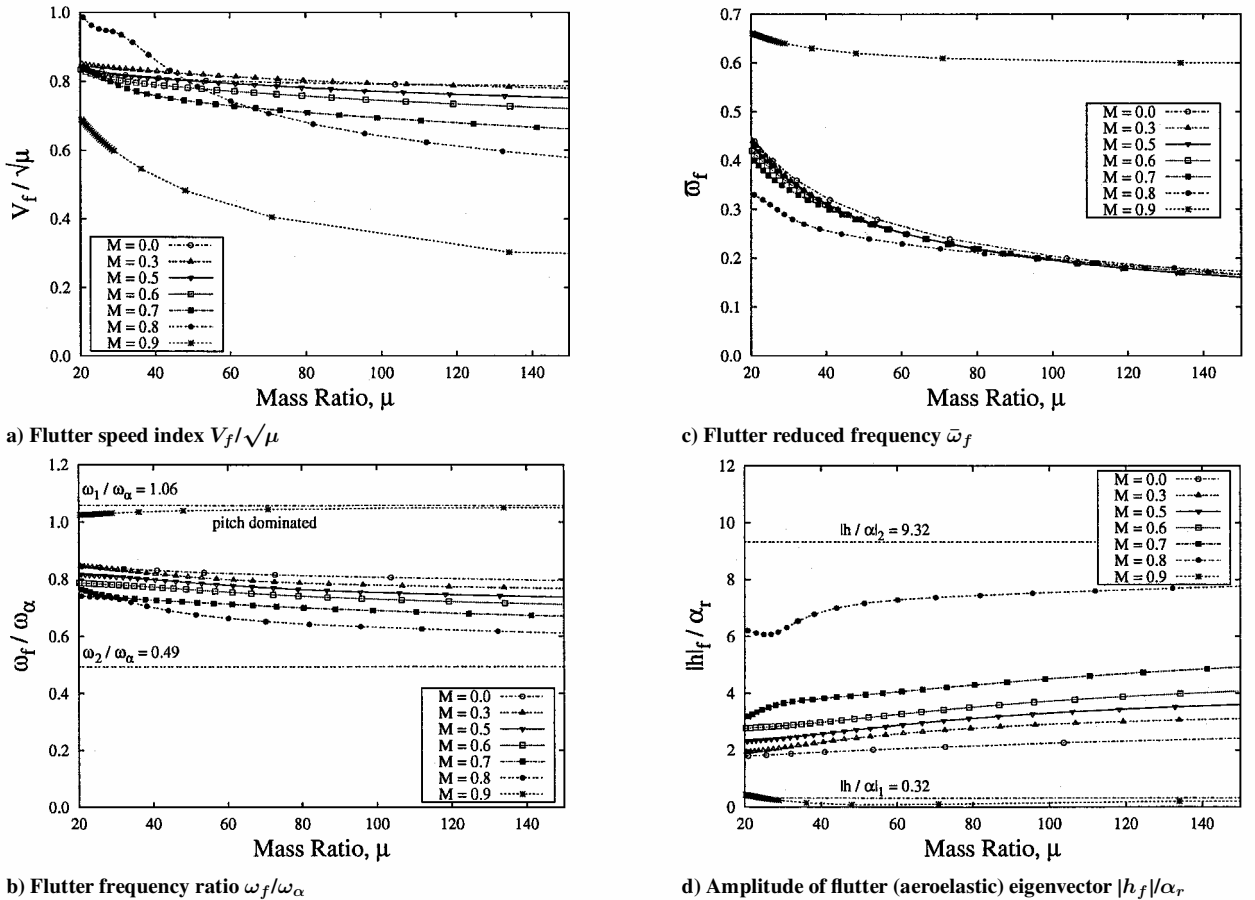 1.0
0.8
0.6
0.4
0.2
0.0
V_f / √μ
M = 0.0
M = 0.3
M = 0.5
M = 0.6
M = 0.7
M = 0.8
M = 0.9
20 40 60 80 100 120 140
Mass Ratio, μ
a) Flutter speed index V_f/√μ
0.7
0.6
0.5
0.4
0.3
0.2
0.1
0.0
ϖ_f
M = 0.0
M = 0.3
M = 0.5
M = 0.6
M = 0.7
M = 0.8
M = 0.9
20 40 60 80 100 120 140
Mass Ratio, μ
c) Flutter reduced frequency ω̄_f
1.2
1.0
0.8
0.6
0.4
0.2
0.0
ω_f / ω_α
ω_1 / ω_α = 1.06
pitch dominated
ω_2 / ω_α = 0.49
M = 0.0
M = 0.3
M = 0.5
M = 0.6
M = 0.7
M = 0.8
M = 0.9
20 40 60 80 100 120 140
Mass Ratio, μ
b) Flutter frequency ratio ω_f/ω_α
12
10
8
6
4
2
0
|h|_f / α_r
M = 0.0
M = 0.3
M = 0.5
M = 0.6
M = 0.7
M = 0.8
M = 0.9
|h / α|_2 = 9.32
|h / α|_1 = 0.32
20 40 60 80 100 120 140
Mass Ratio, μ
d) Amplitude of flutter (aeroelastic) eigenvector |h_f|/α_r